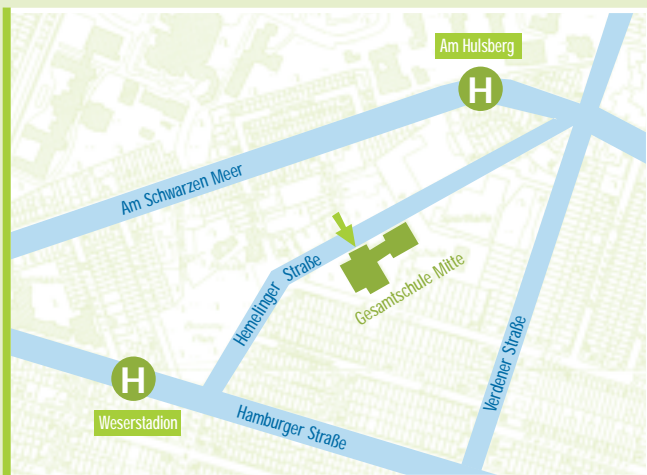 Am Hulsberg
H
Am Schwarzen Meer
Hemelinger Straße
Gesamtschule Mitte
Verdener Straße
H
Weserstadion
Hamburger Straße